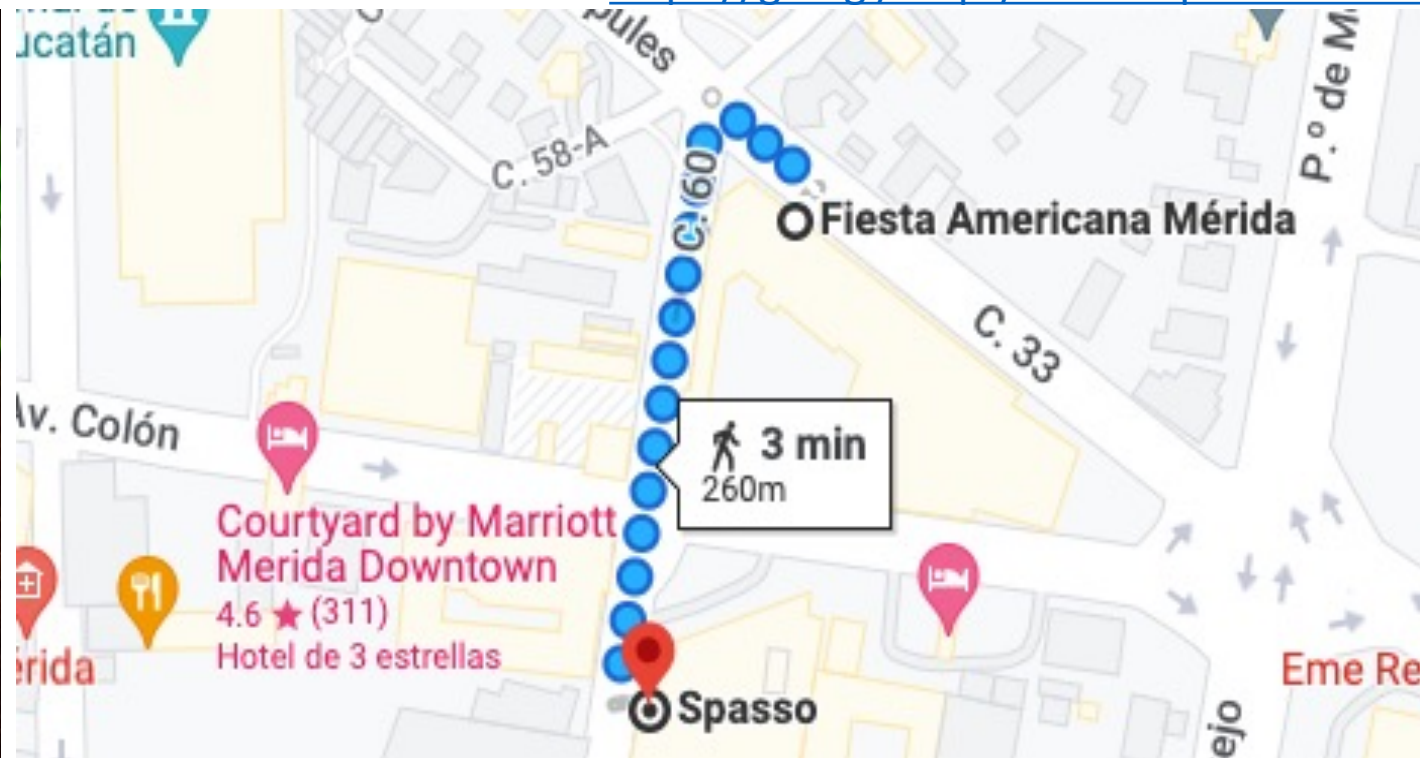 ucatán
pules
P.º de M
C. 58-A
C. 60
Fiesta Americana Mérida
C. 33
Av. Colón
3 min
260m
Courtyard by Marriott
Merida Downtown
4.6 ★ (311)
Hotel de 3 estrellas
érida
Spasso
Eme Re
ejo